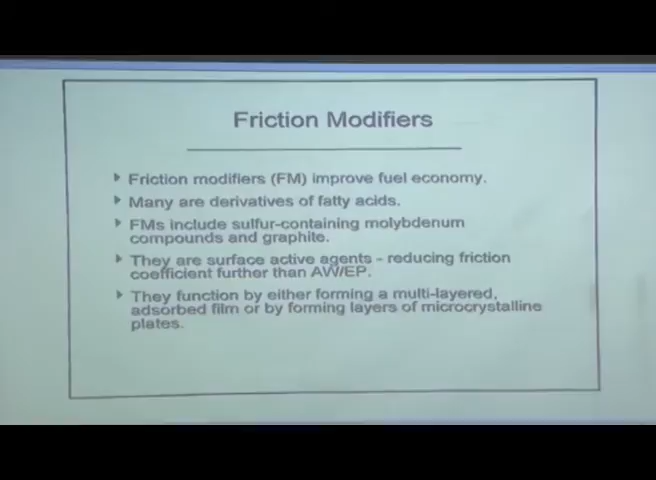 Friction Modifiers
Friction modifiers (FM) improve fuel economy.
Many are derivatives of fatty acids.
FMs include sulfur-containing molybdenum
compounds and graphite.
They are surface active agents - reducing friction
coefficient further than AW/EP.
They function by either forming a multi-layered,
adsorbed film or by forming layers of microcrystalline
plates.